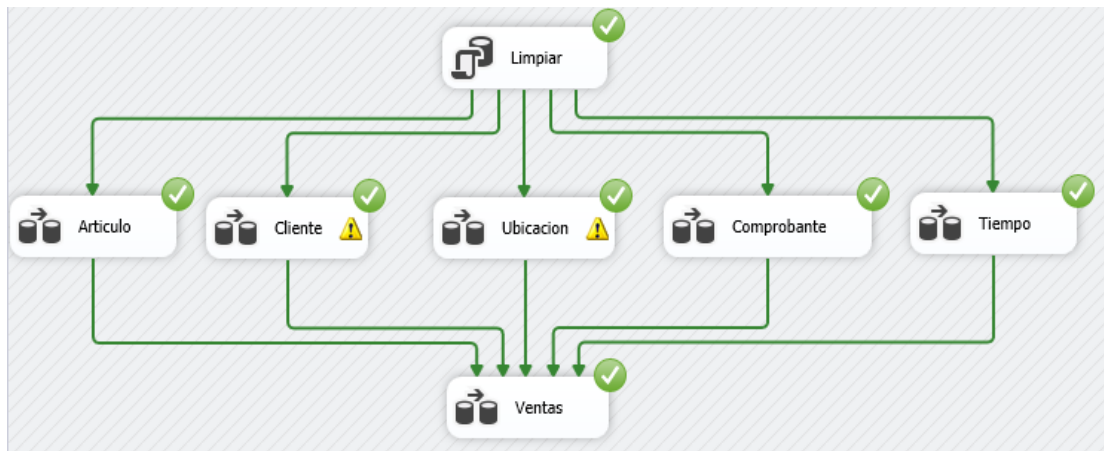 Limpiar
Articulo
Cliente
Ubicacion
Comprobante
Tiempo
Ventas